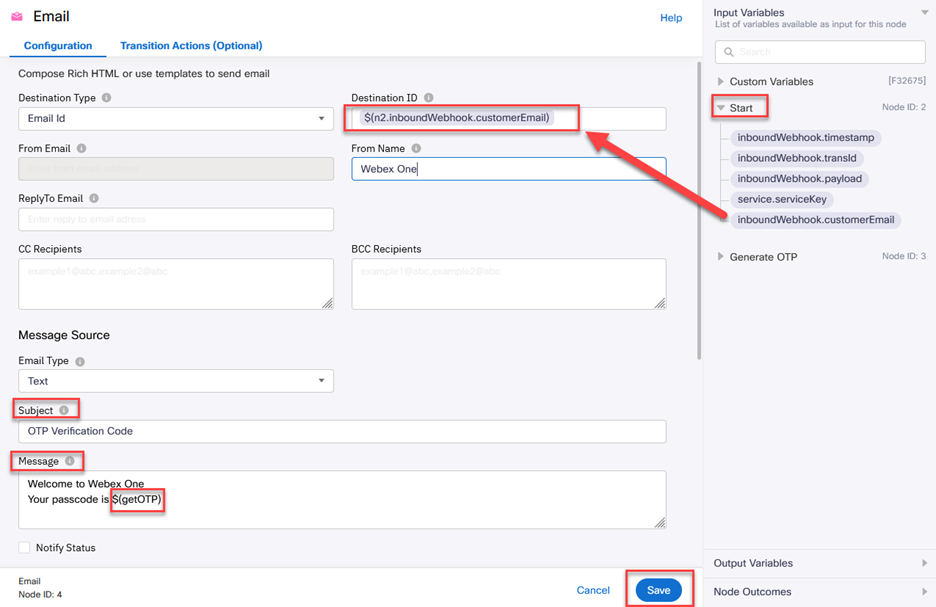 Email
Help
Configuration
Transition Actions (Optional)
Compose Rich HTML or use templates to send email
Destination Type
Destination ID
Email Id
$(n2.inboundWebhook.customerEmail)
From Email
From Name
Webex One
ReplyTo Email
Enter reply to email adress
CC Recipients
BCC Recipients
example1@abc,example2@abc
example1@abc,example2@abc
Message Source
Email Type
Text
Subject
OTP Verification Code
Message
Welcome to Webex One
Your passcode is $(getOTP)
Notify Status
Email
Node ID: 4
Cancel
Save
Input Variables
List of variables available as input for this node
Search
Custom Variables
[F32675]
Start
Node ID: 2
inboundWebhook.timestamp
inboundWebhook.transId
inboundWebhook.payload
service.serviceKey
inboundWebhook.customerEmail
Generate OTP
Node ID: 3
Output Variables
Node Outcomes